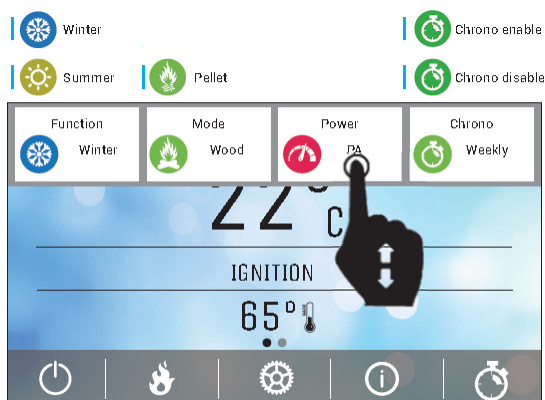 Winter
Chrono enable
Summer
Pellet
Chrono disable
Function
Mode
Power
Chrono
Winter
Wood
PA
Weekly
22°C
IGNITION
65°